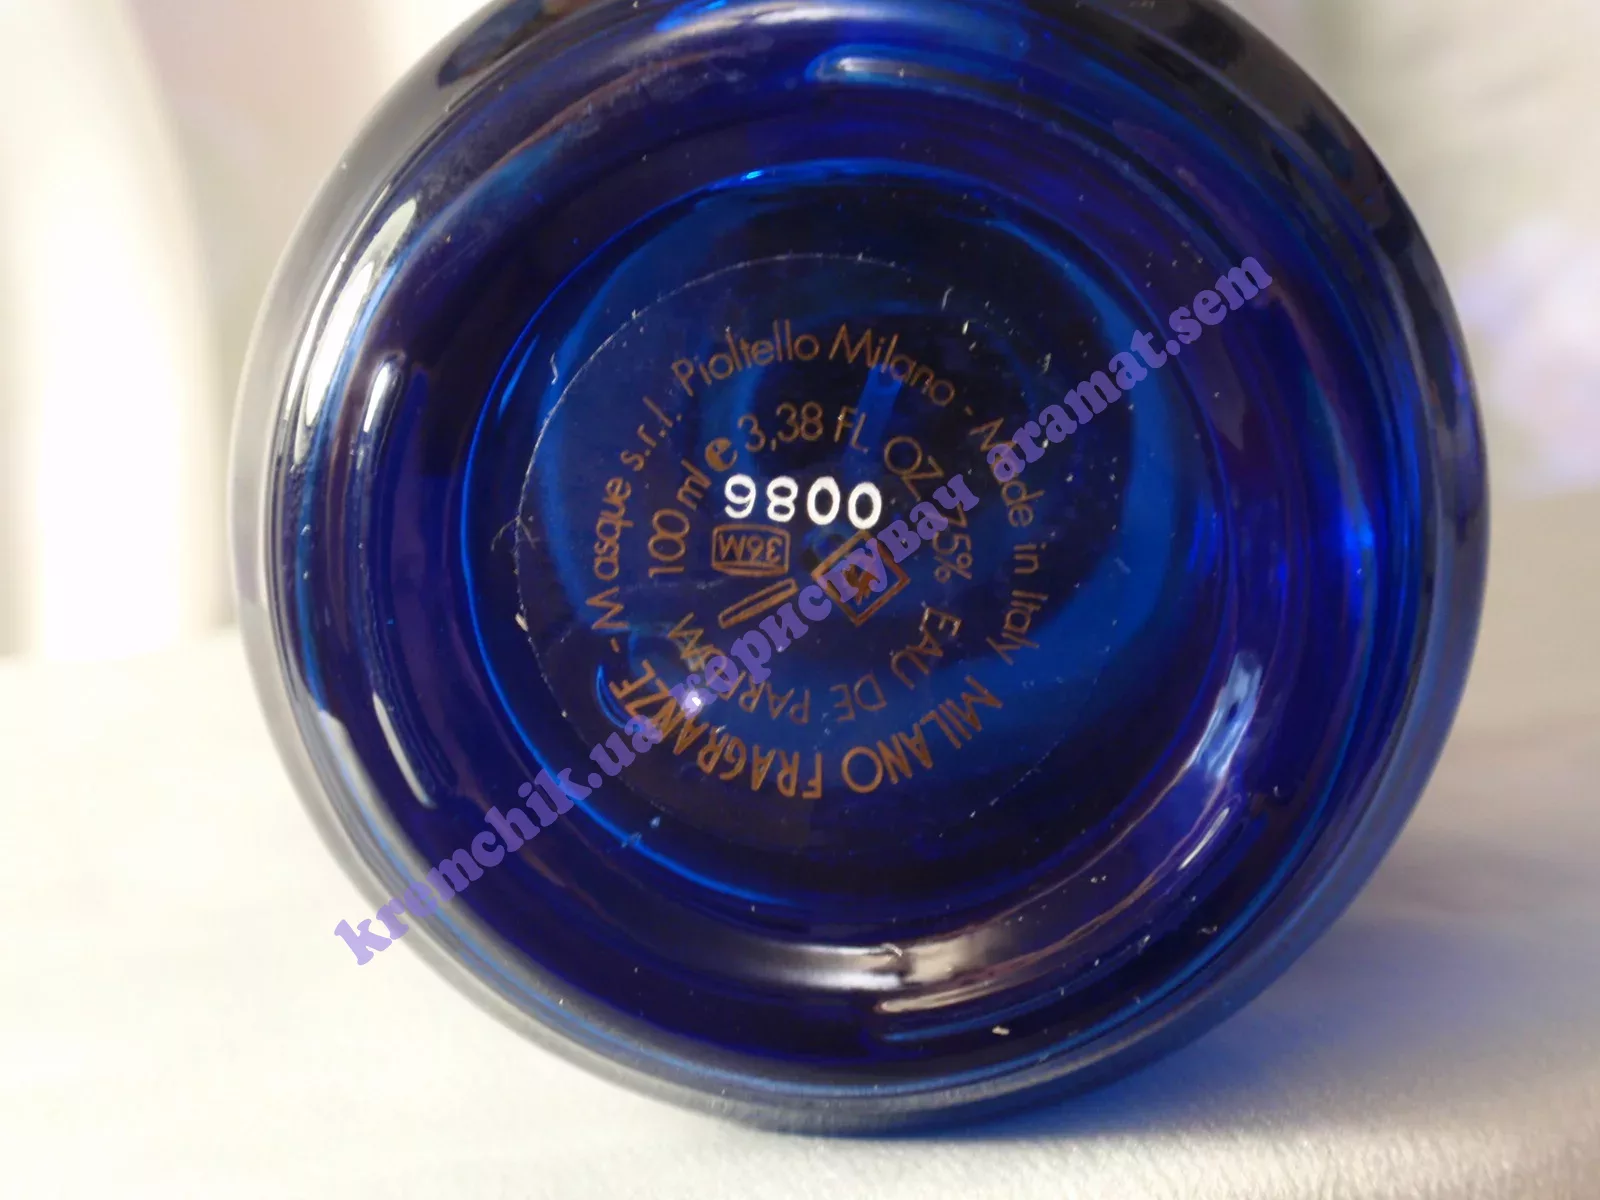 MILANO FRAGRANZE - Masque s.r.l. Pioltello Milano - Made in Italy
100 ml e 3,38 FL OZ 75% EAU DE PARFUM
9800
36M
kremchik.ua користувач aramat.sem